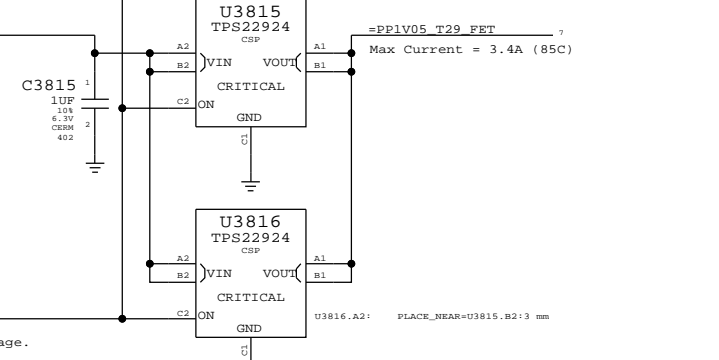 U3815
TPS22924
CSP
A2
B2
VIN
VOUT
A1
B1
CRITICAL
C2
ON
GND
C1
=PP1V05_T29_FET
7
Max Current = 3.4A (85C)
C3815
1
1UF
10%
6.3V
CERM
402
2
U3816
TPS22924
CSP
A2
B2
VIN
VOUT
A1
B1
CRITICAL
C2
ON
GND
C1
U3816.A2: PLACE_NEAR=U3815.B2:3 mm
age.